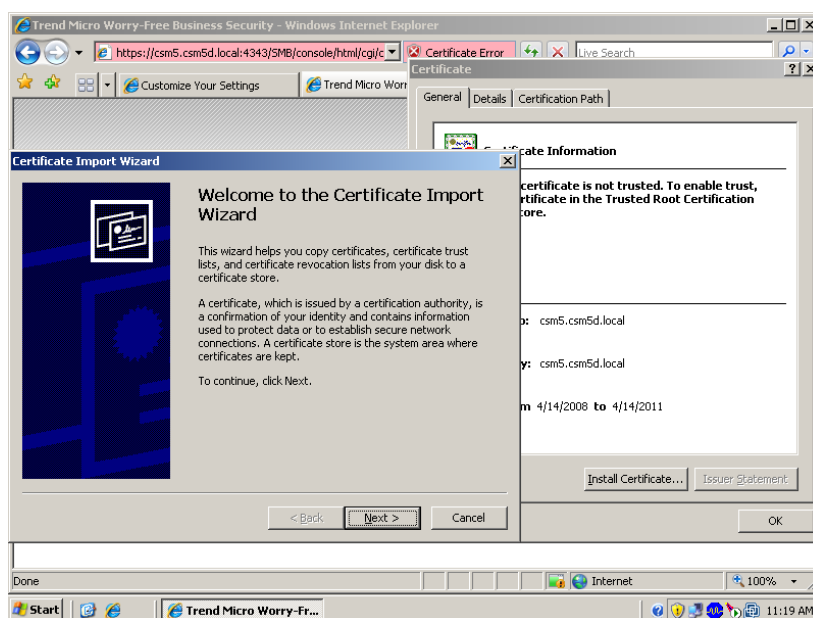 Trend Micro Worry-Free Business Security - Windows Internet Explorer
https://csm5.csm5d.local:4343/SMB/console/html/cgi/c
Certificate Error
Live Search
Customize Your Settings
Trend Micro Worr
Certificate
General
Details
Certification Path
cate Information
certificate is not trusted. To enable trust,
rtificate in the Trusted Root Certification
ore.
csm5.csm5d.local
y: csm5.csm5d.local
m 4/14/2008 to 4/14/2011
Install Certificate...
Issuer Statement
OK
Certificate Import Wizard
Welcome to the Certificate Import
Wizard
This wizard helps you copy certificates, certificate trust
lists, and certificate revocation lists from your disk to a
certificate store.
A certificate, which is issued by a certification authority, is
a confirmation of your identity and contains information
used to protect data or to establish secure network
connections. A certificate store is the system area where
certificates are kept.
To continue, click Next.
< Back
Next >
Cancel
Done
Internet
100%
Start
Trend Micro Worry-Fr...
11:19 AM